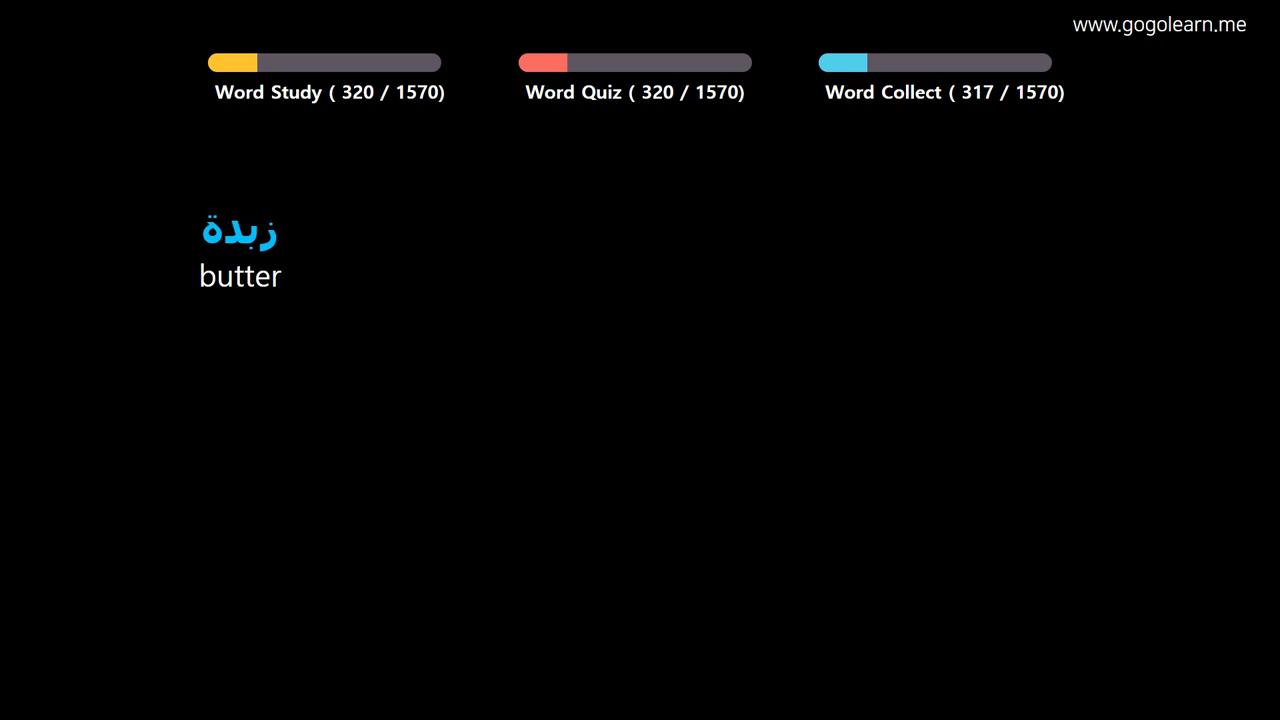 www.gogolearn.me
Word Study ( 320 / 1570)
Word Quiz ( 320 / 1570)
Word Collect ( 317 / 1570)
زبدة
butter